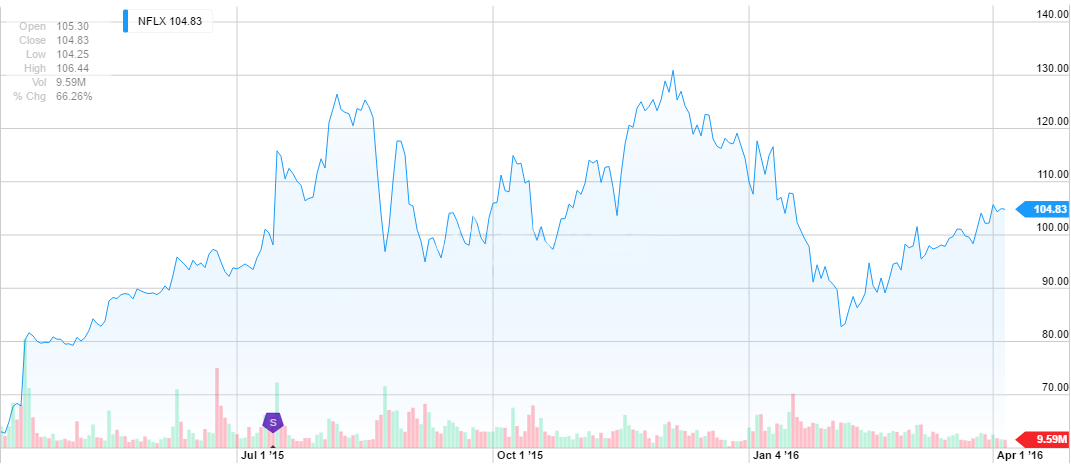 NFLX 104.83
Open 105.30
Close 104.83
Low 104.25
High 106.44
Vol 9.59M
% Chg 66.26%
140.00
130.00
120.00
110.00
104.83
100.00
90.00
80.00
70.00
S
9.59M
Jul 1 '15
Oct 1 '15
Jan 4 '16
Apr 1 '16